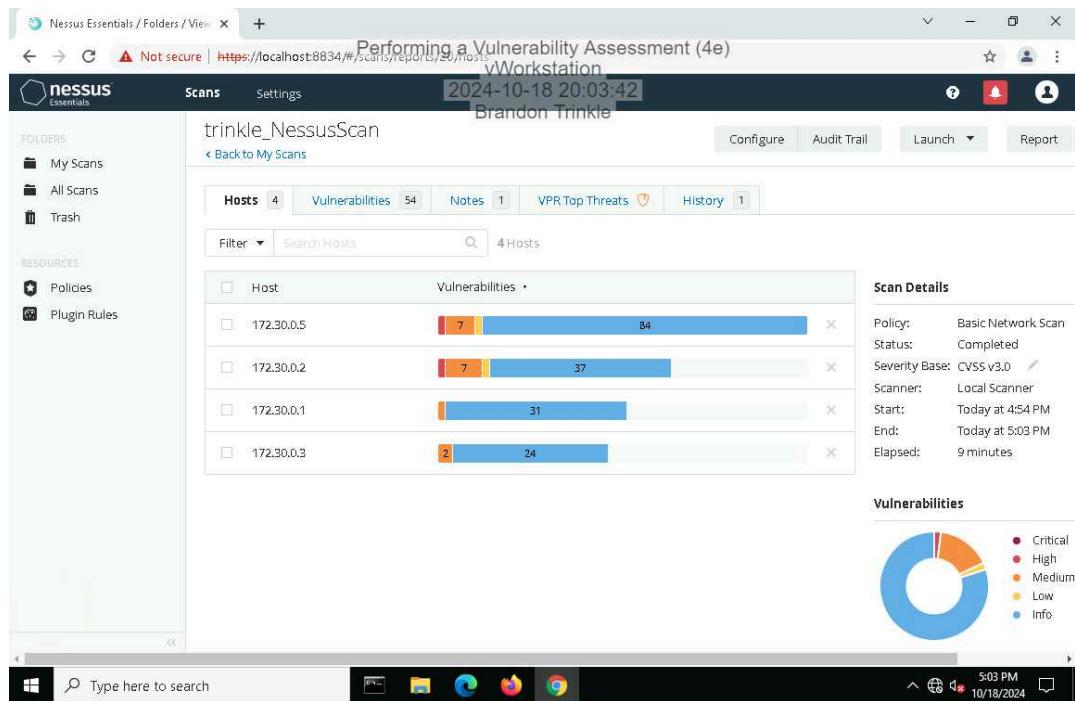 Nessus Essentials / Folders / View
Not secure | https://localhost:8834/#/scans/reports/20/hosts
Performing a Vulnerability Assessment (4e)
vWorkstation
2024-10-18 20:03:42
Brandon Trinkle
nessus
Essentials
Scans Settings
FOLDERS
My Scans
All Scans
Trash
RESOURCES
Policies
Plugin Rules
trinkle_NessusScan
Back to My Scans
Configure Audit Trail Launch Report
Hosts 4 Vulnerabilities 54 Notes 1 VPR Top Threats History 1
Filter Search Hosts 4 Hosts
Host Vulnerabilities
172.30.0.5 7 84
172.30.0.2 7 37
172.30.0.1 31
172.30.0.3 2 24
Scan Details
Policy: Basic Network Scan
Status: Completed
Severity Base: CVSS v3.0
Scanner: Local Scanner
Start: Today at 4:54 PM
End: Today at 5:03 PM
Elapsed: 9 minutes
Vulnerabilities
Critical
High
Medium
Low
Info
Type here to search
5:03 PM
10/18/2024